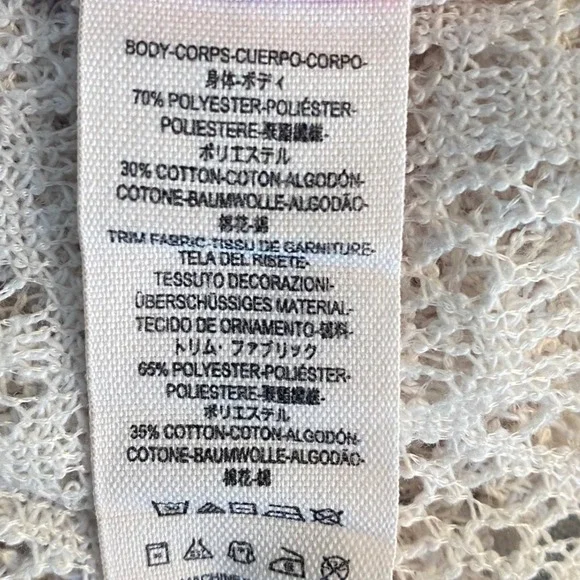 BODY-CORPS-CUERPO-CORPO-
身体-ボディ
70% POLYESTER-POLIÉSTER-
POLIESTERE-聚酯纖維-
ポリエステル
30% COTTON-COTON-ALGODÓN-
COTONE-BAUMWOLLE-ALGODÃO-
棉花-綿
TRIM FABRIC-TISSU DE GARNITURE-
TELA DEL RISETE-
TESSUTO DECORAZIONI-
ÜBERSCHÜSSIGES MATERIAL-
TECIDO DE ORNAMENTO-輔料-
トリム・ファブリック
65% POLYESTER-POLIÉSTER-
POLIESTERE-聚酯纖維-
ポリエステル
35% COTTON-COTON-ALGODÓN-
COTONE-BAUMWOLLE-ALGODÃO-
棉花-綿